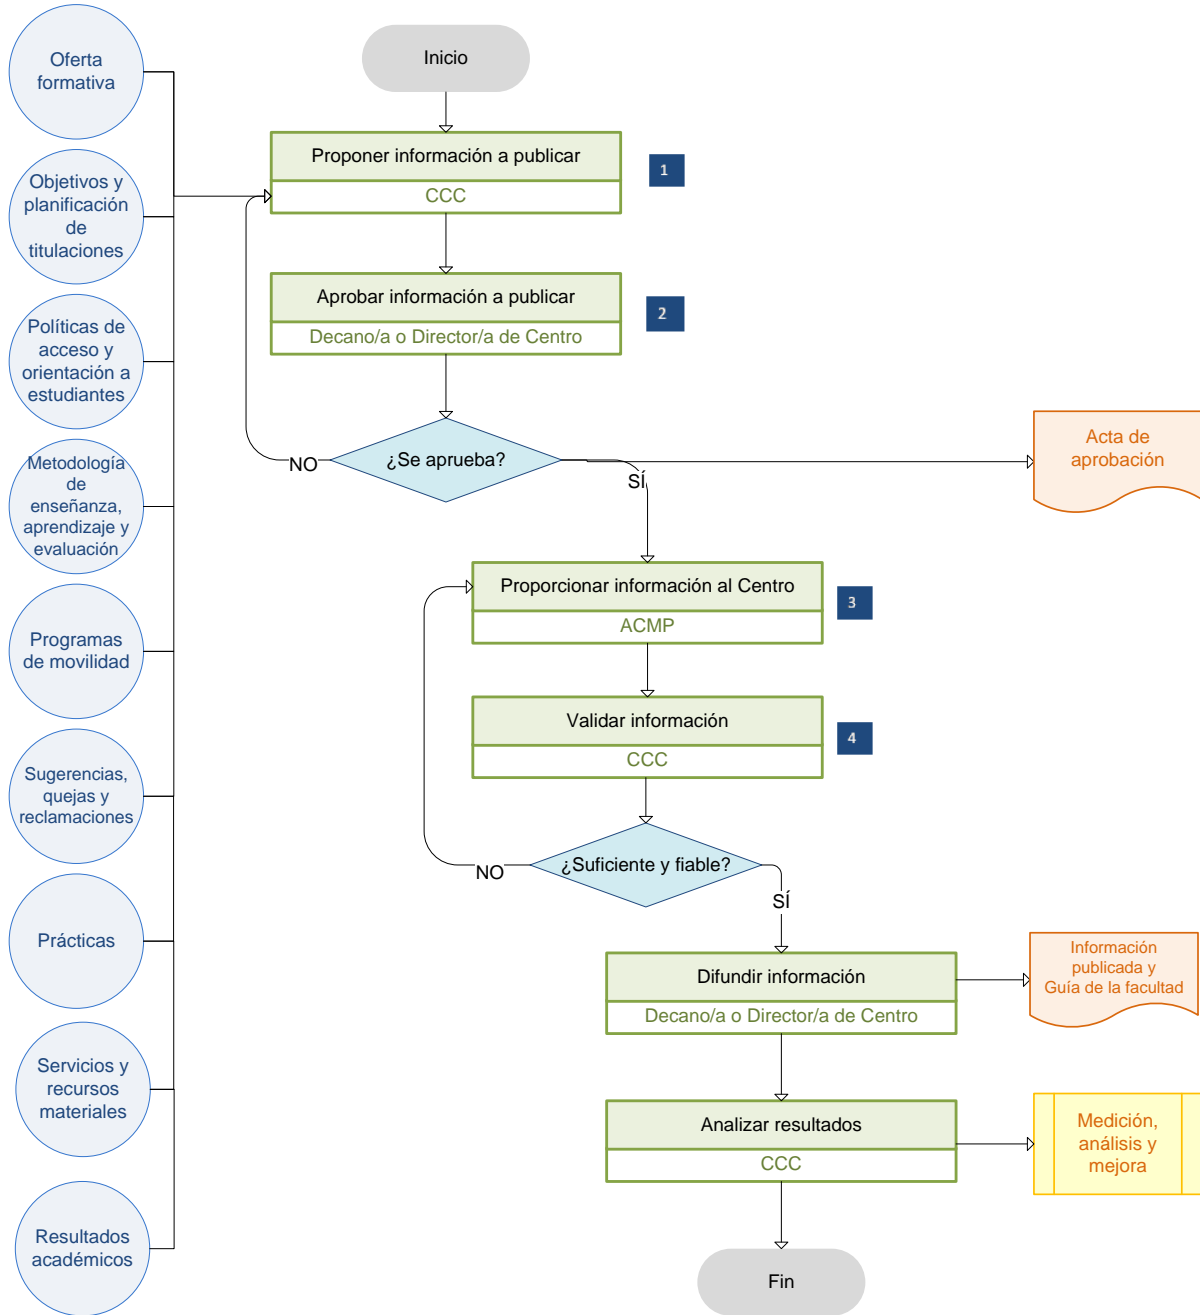 Oferta
formativa
Objetivos y
planificación
de
titulaciones
Políticas de
acceso y
orientación a
estudiantes
Metodología
de
enseñanza,
aprendizaje y
evaluación
Programas
de movilidad
Sugerencias,
quejas y
reclamaciones
Prácticas
Servicios y
recursos
materiales
Resultados
académicos
Inicio
Proponer información a publicar
CCC
1
Aprobar información a publicar
Decano/a o Director/a de Centro
2
¿Se aprueba?
NO
SÍ
Acta de
aprobación
Proporcionar información al Centro
ACMP
3
Validar información
CCC
4
¿Suficiente y fiable?
NO
SÍ
Difundir información
Decano/a o Director/a de Centro
Información
publicada y
Guía de la facultad
Analizar resultados
CCC
Medición,
análisis y
mejora
Fin